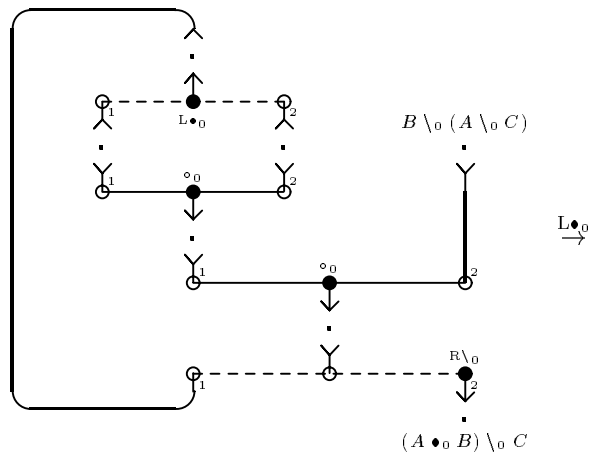 1 2
L●₀
B \₀ (A \₀ C)
∘₀
1 2
L●₀
→
∘₀
1 2
R\₀
1 2
(A ●₀ B) \₀ C